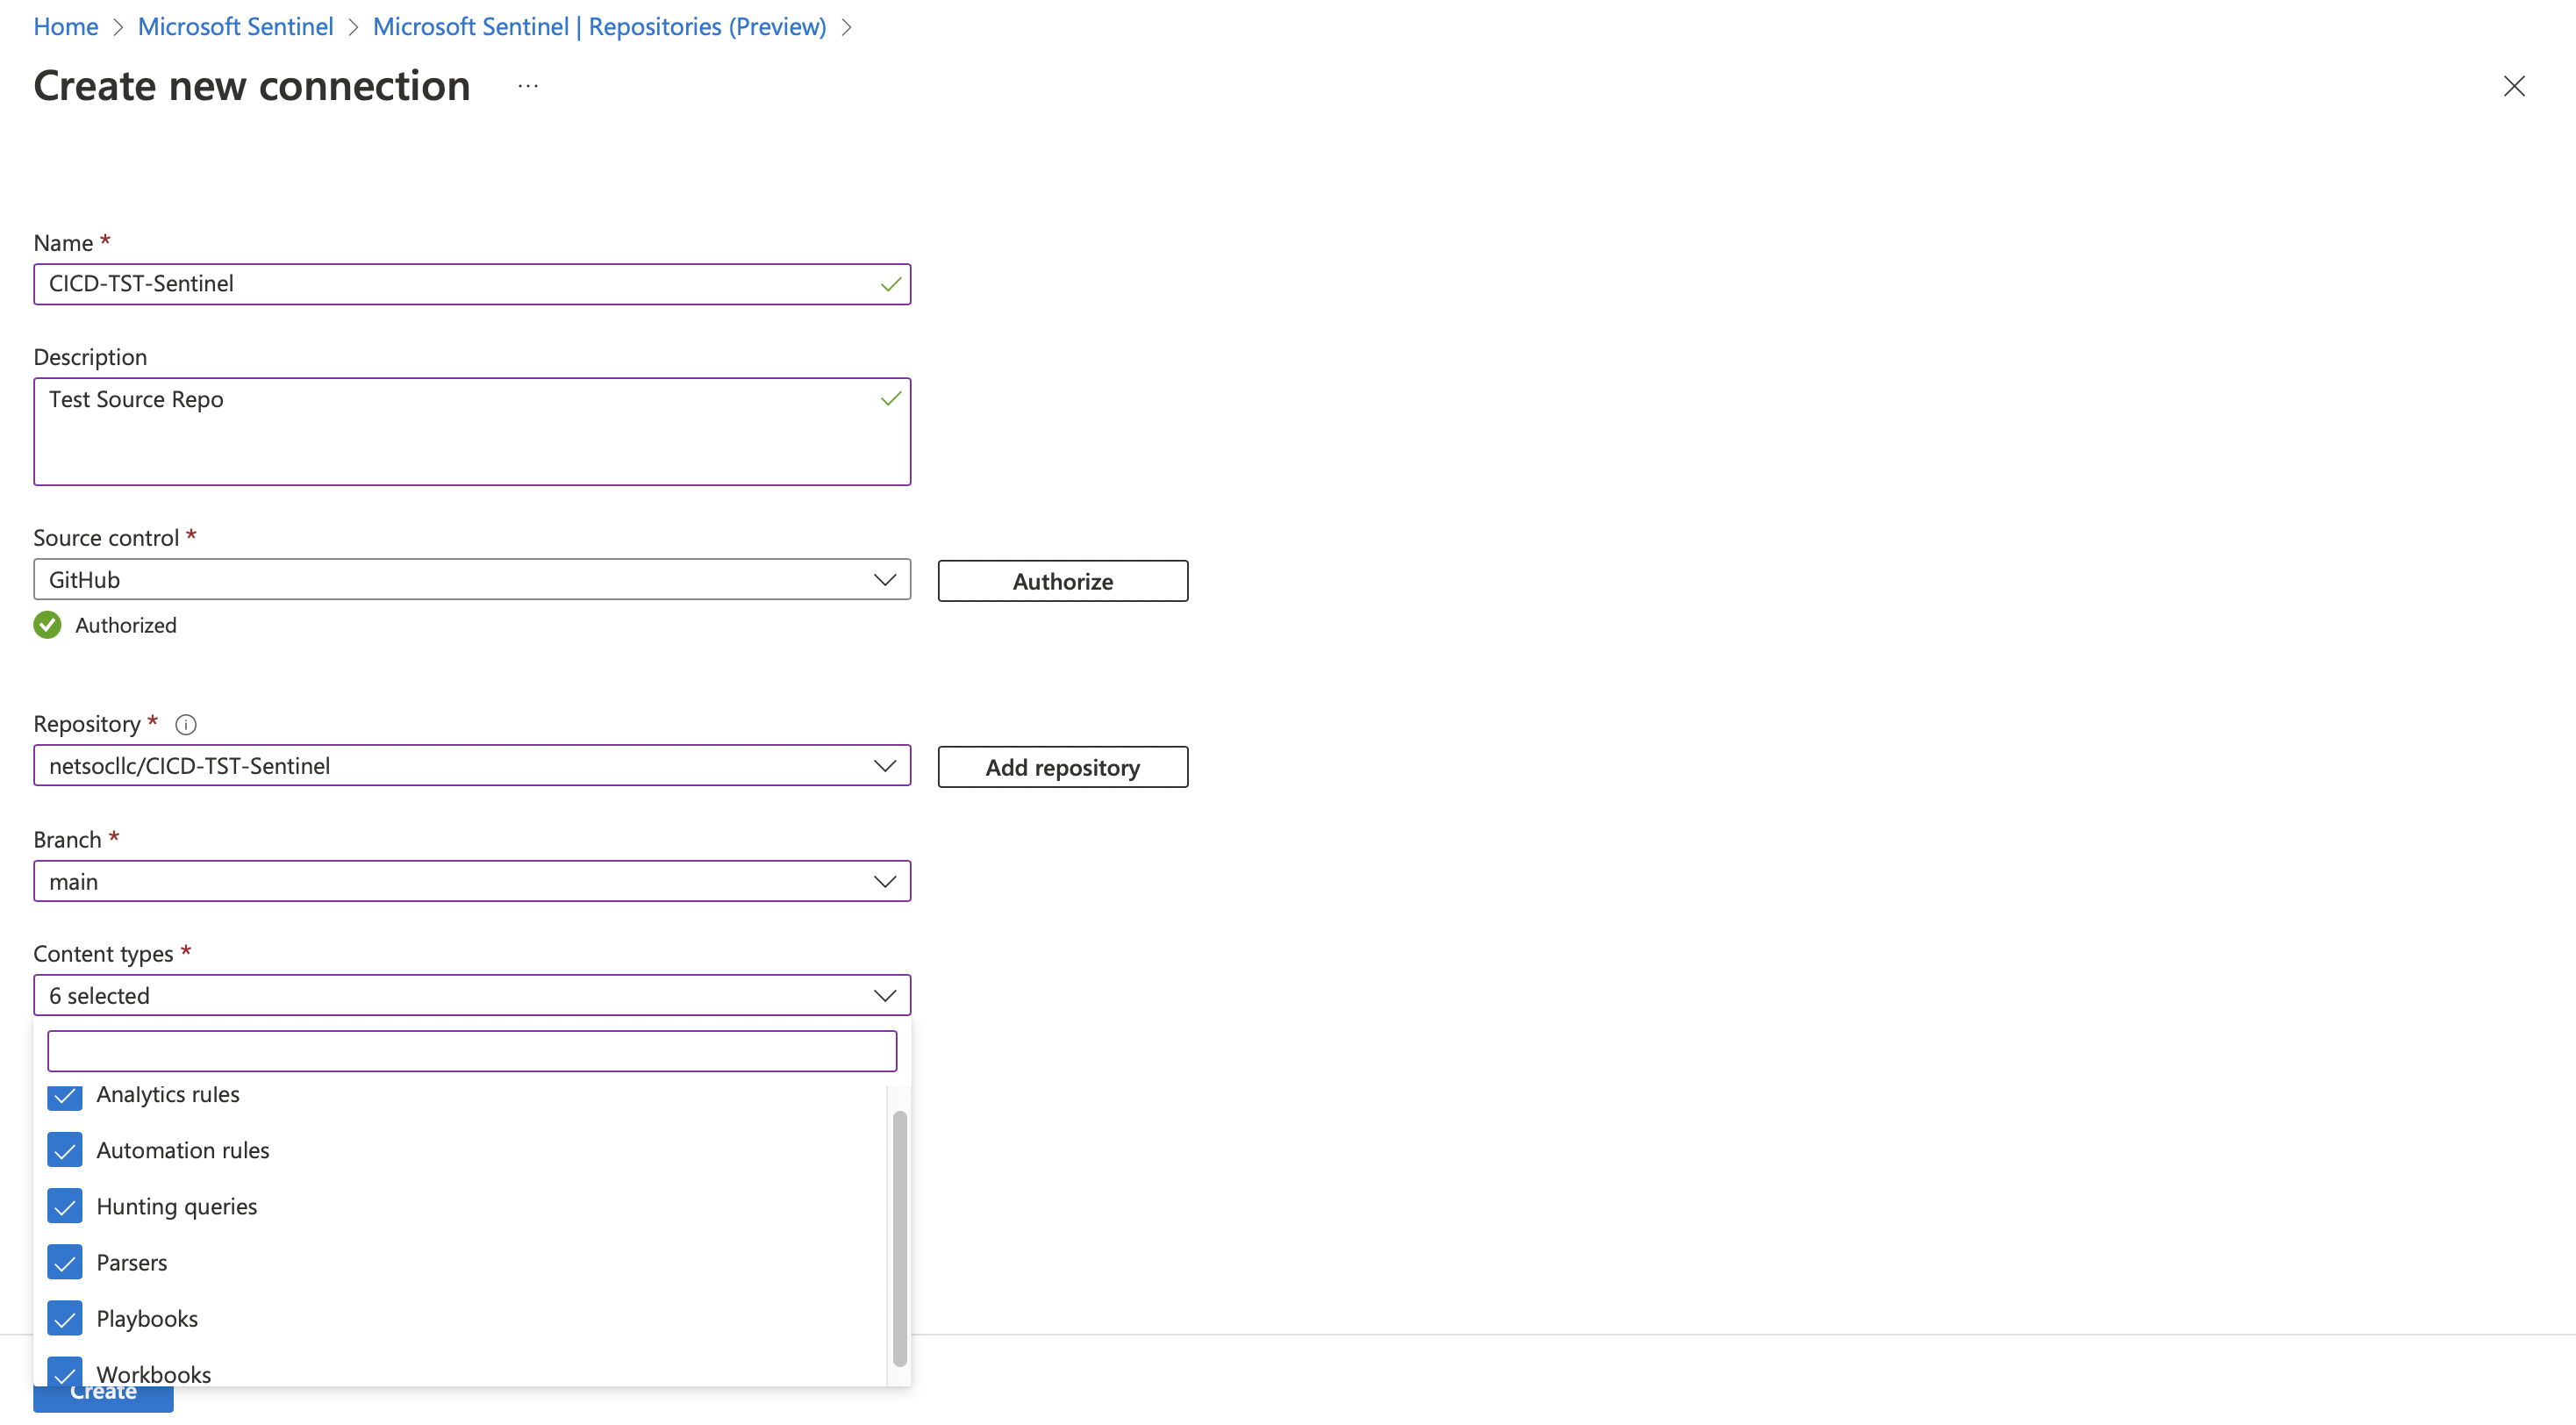 Home > Microsoft Sentinel > Microsoft Sentinel | Repositories (Preview) >
Create new connection ...
Name *
CICD-TST-Sentinel
Description
Test Source Repo
Source control *
GitHub
Authorize
Authorized
Repository *
netsocllc/CICD-TST-Sentinel
Add repository
Branch *
main
Content types *
6 selected
Analytics rules
Automation rules
Hunting queries
Parsers
Playbooks
Workbooks
Create